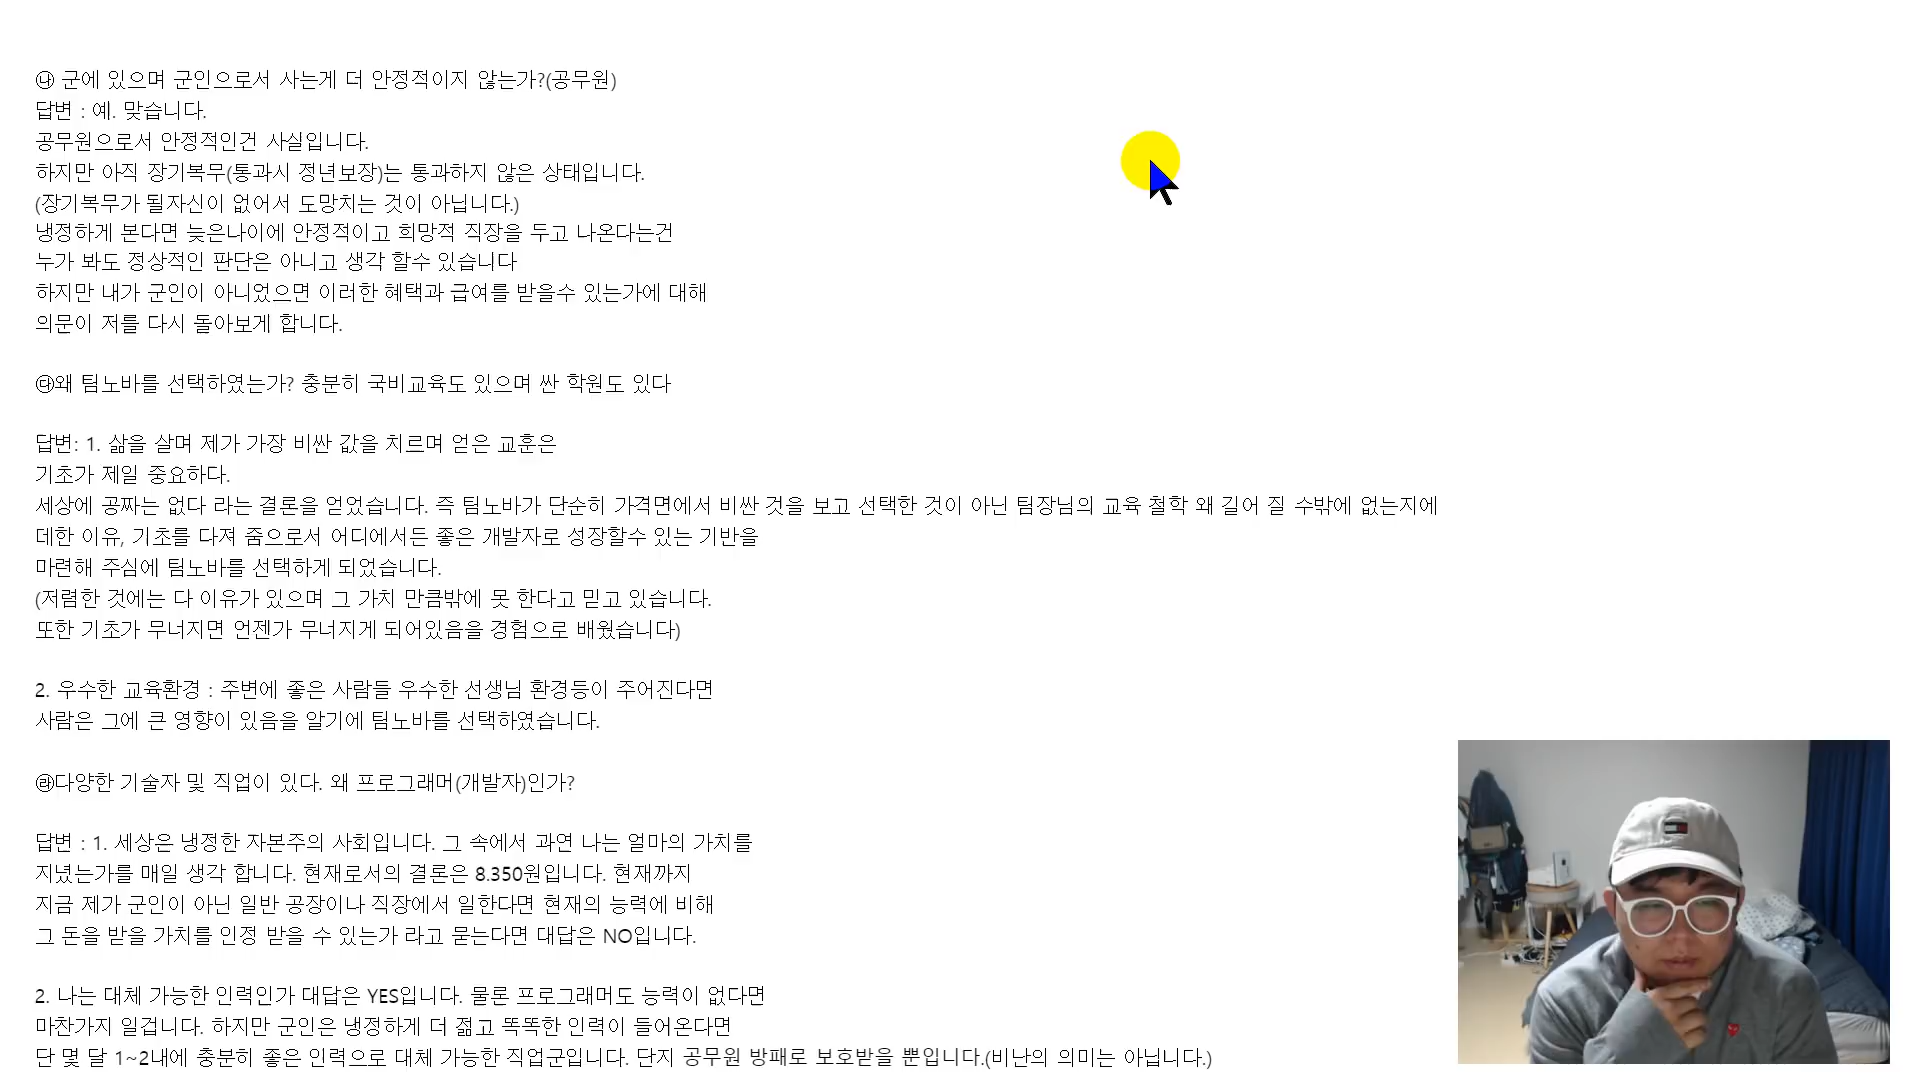 ㉯ 군에 있으며 군인으로서 사는게 더 안정적이지 않는가?(공무원)
답변 : 예. 맞습니다.
공무원으로서 안정적인건 사실입니다.
하지만 아직 장기복무(통과시 정년보장)는 통과하지 않은 상태입니다.
(장기복무가 될자신이 없어서 도망치는 것이 아닙니다.)
냉정하게 본다면 늦은나이에 안정적이고 희망적 직장을 두고 나온다는건
누가 봐도 정상적인 판단은 아니고 생각 할수 있습니다
하지만 내가 군인이 아니었으면 이러한 혜택과 급여를 받을수 있는가에 대해
의문이 저를 다시 돌아보게 합니다.
㉰왜 팀노바를 선택하였는가? 충분히 국비교육도 있으며 싼 학원도 있다
답변: 1. 삶을 살며 제가 가장 비싼 값을 치르며 얻은 교훈은
기초가 제일 중요하다.
세상에 공짜는 없다 라는 결론을 얻었습니다. 즉 팀노바가 단순히 가격면에서 비싼 것을 보고 선택한 것이 아닌 팀장님의 교육 철학 왜 길어 질 수밖에 없는지에
데한 이유, 기초를 다져 줌으로서 어디에서든 좋은 개발자로 성장할수 있는 기반을
마련해 주심에 팀노바를 선택하게 되었습니다.
(저렴한 것에는 다 이유가 있으며 그 가치 만큼밖에 못 한다고 믿고 있습니다.
또한 기초가 무너지면 언젠가 무너지게 되어있음을 경험으로 배웠습니다)
2. 우수한 교육환경 : 주변에 좋은 사람들 우수한 선생님 환경등이 주어진다면
사람은 그에 큰 영향이 있음을 알기에 팀노바를 선택하였습니다.
㉱다양한 기술자 및 직업이 있다. 왜 프로그래머(개발자)인가?
답변 : 1. 세상은 냉정한 자본주의 사회입니다. 그 속에서 과연 나는 얼마의 가치를
지녔는가를 매일 생각 합니다. 현재로서의 결론은 8.350원입니다. 현재까지
지금 제가 군인이 아닌 일반 공장이나 직장에서 일한다면 현재의 능력에 비해
그 돈을 받을 가치를 인정 받을 수 있는가 라고 묻는다면 대답은 NO입니다.
2. 나는 대체 가능한 인력인가 대답은 YES입니다. 물론 프로그래머도 능력이 없다면
마찬가지 일겁니다. 하지만 군인은 냉정하게 더 젊고 똑똑한 인력이 들어온다면
단 몇 달 1~2내에 충분히 좋은 인력으로 대체 가능한 직업군입니다. 단지 공무원 방패로 보호받을 뿐입니다.(비난의 의미는 아닙니다.)